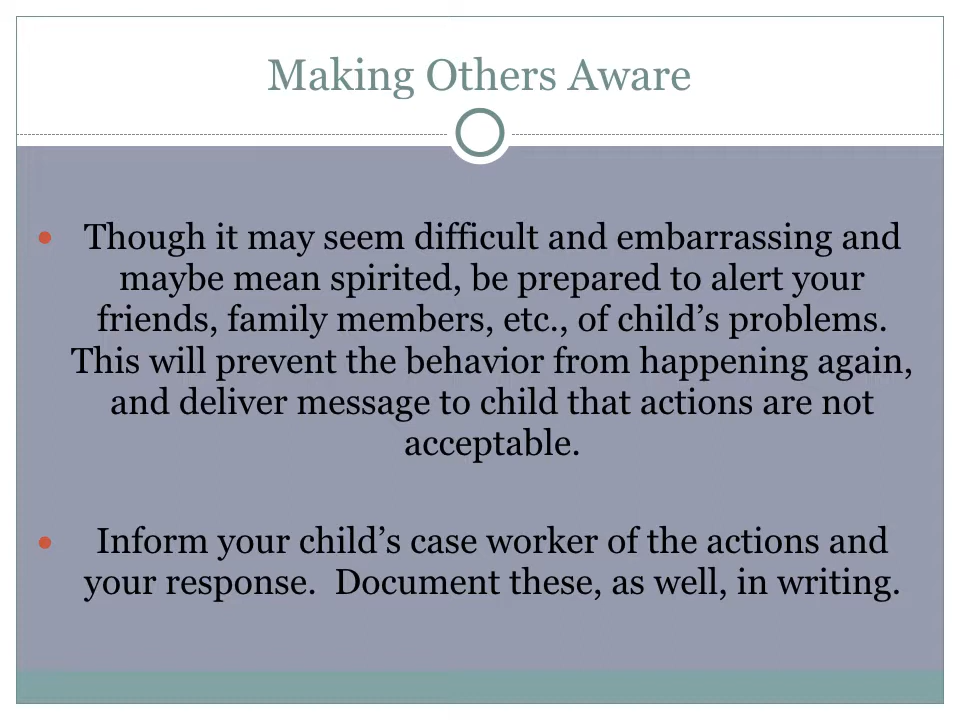 Making Others Aware
• Though it may seem difficult and embarrassing and
maybe mean spirited, be prepared to alert your
friends, family members, etc., of child’s problems.
This will prevent the behavior from happening again,
and deliver message to child that actions are not
acceptable.
• Inform your child’s case worker of the actions and
your response.  Document these, as well, in writing.